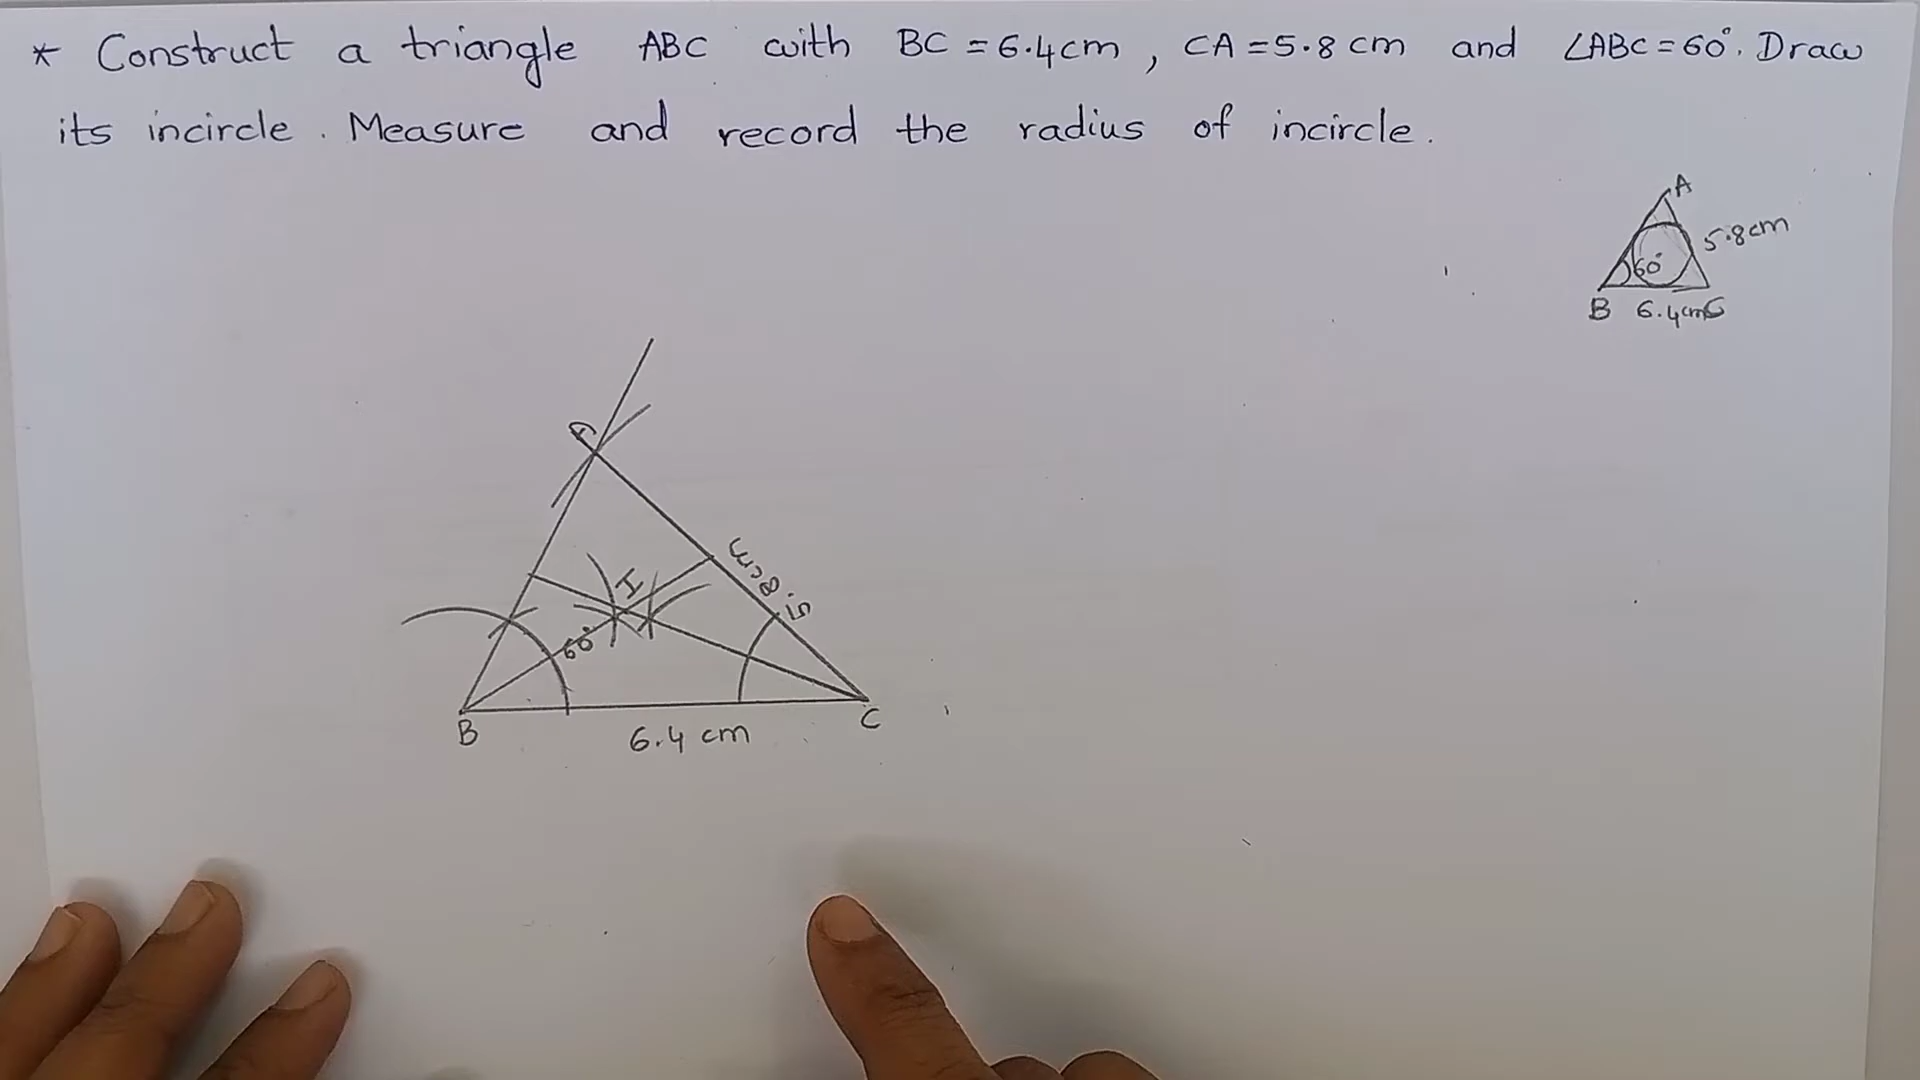 * Construct a triangle ABC with BC = 6.4cm, CA = 5.8 cm and ∠ABC = 60°. Draw
its incircle. Measure and record the radius of incircle.
A
5.8cm
60°
B 6.4cm C
A
I
5.8cm
60°
B
C
6.4 cm